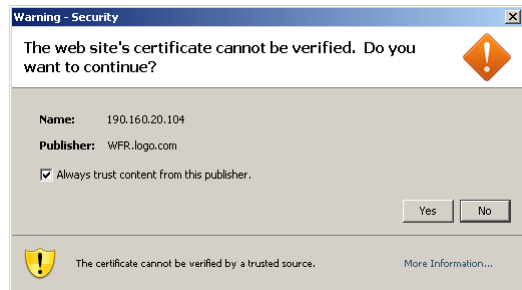 Warning - Security
The web site's certificate cannot be verified. Do you
want to continue?
Name: 190.160.20.104
Publisher: WFR.logo.com
Always trust content from this publisher.
Yes No
The certificate cannot be verified by a trusted source. More Information...